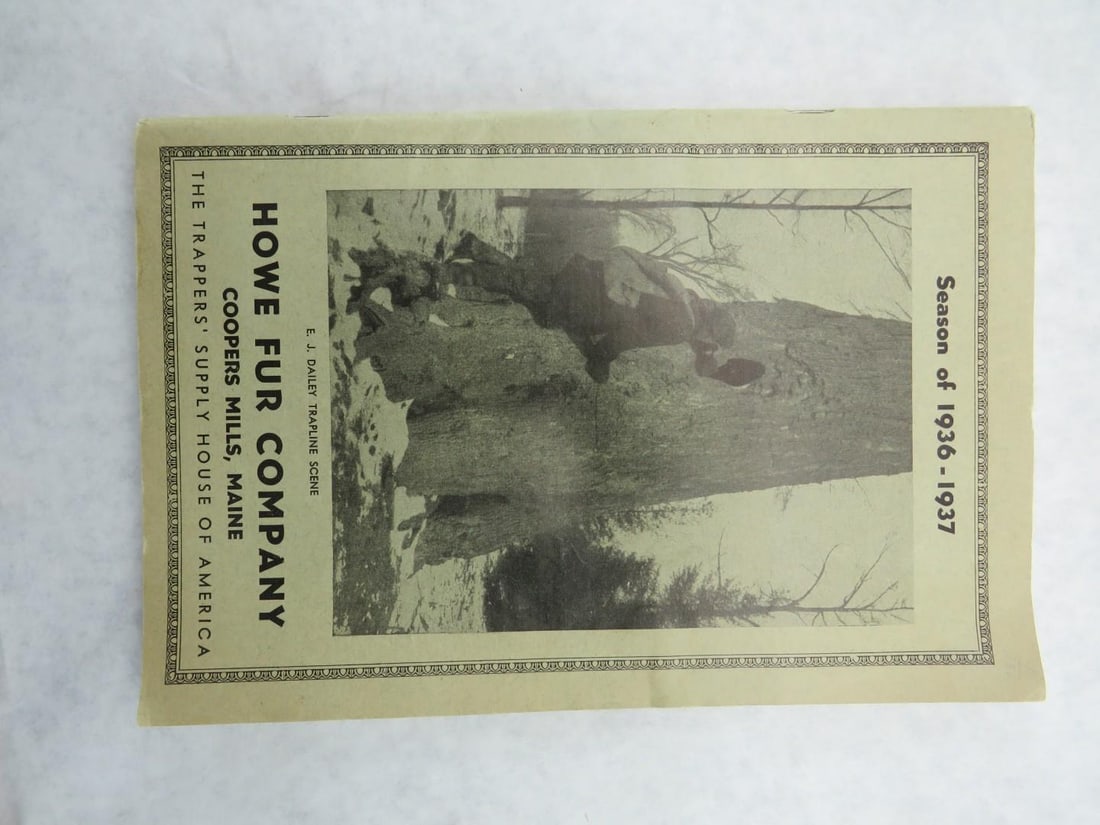 Season of 1936-1937
E. J. DAILEY TRAPLINE SCENE
HOWE FUR COMPANY
COOPERS MILLS, MAINE
THE TRAPPERS' SUPPLY HOUSE OF AMERICA